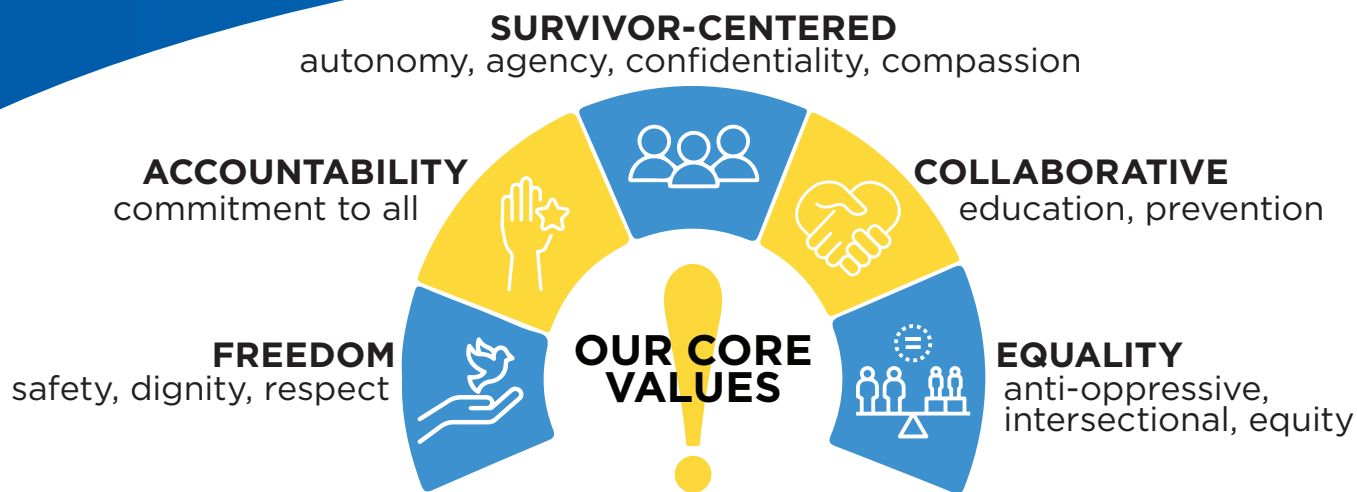 SURVIVOR-CENTERED
autonomy, agency, confidentiality, compassion
ACCOUNTABILITY
commitment to all
COLLABORATIVE
education, prevention
FREEDOM
safety, dignity, respect
OUR CORE
VALUES
EQUALITY
anti-oppressive,
intersectional, equity